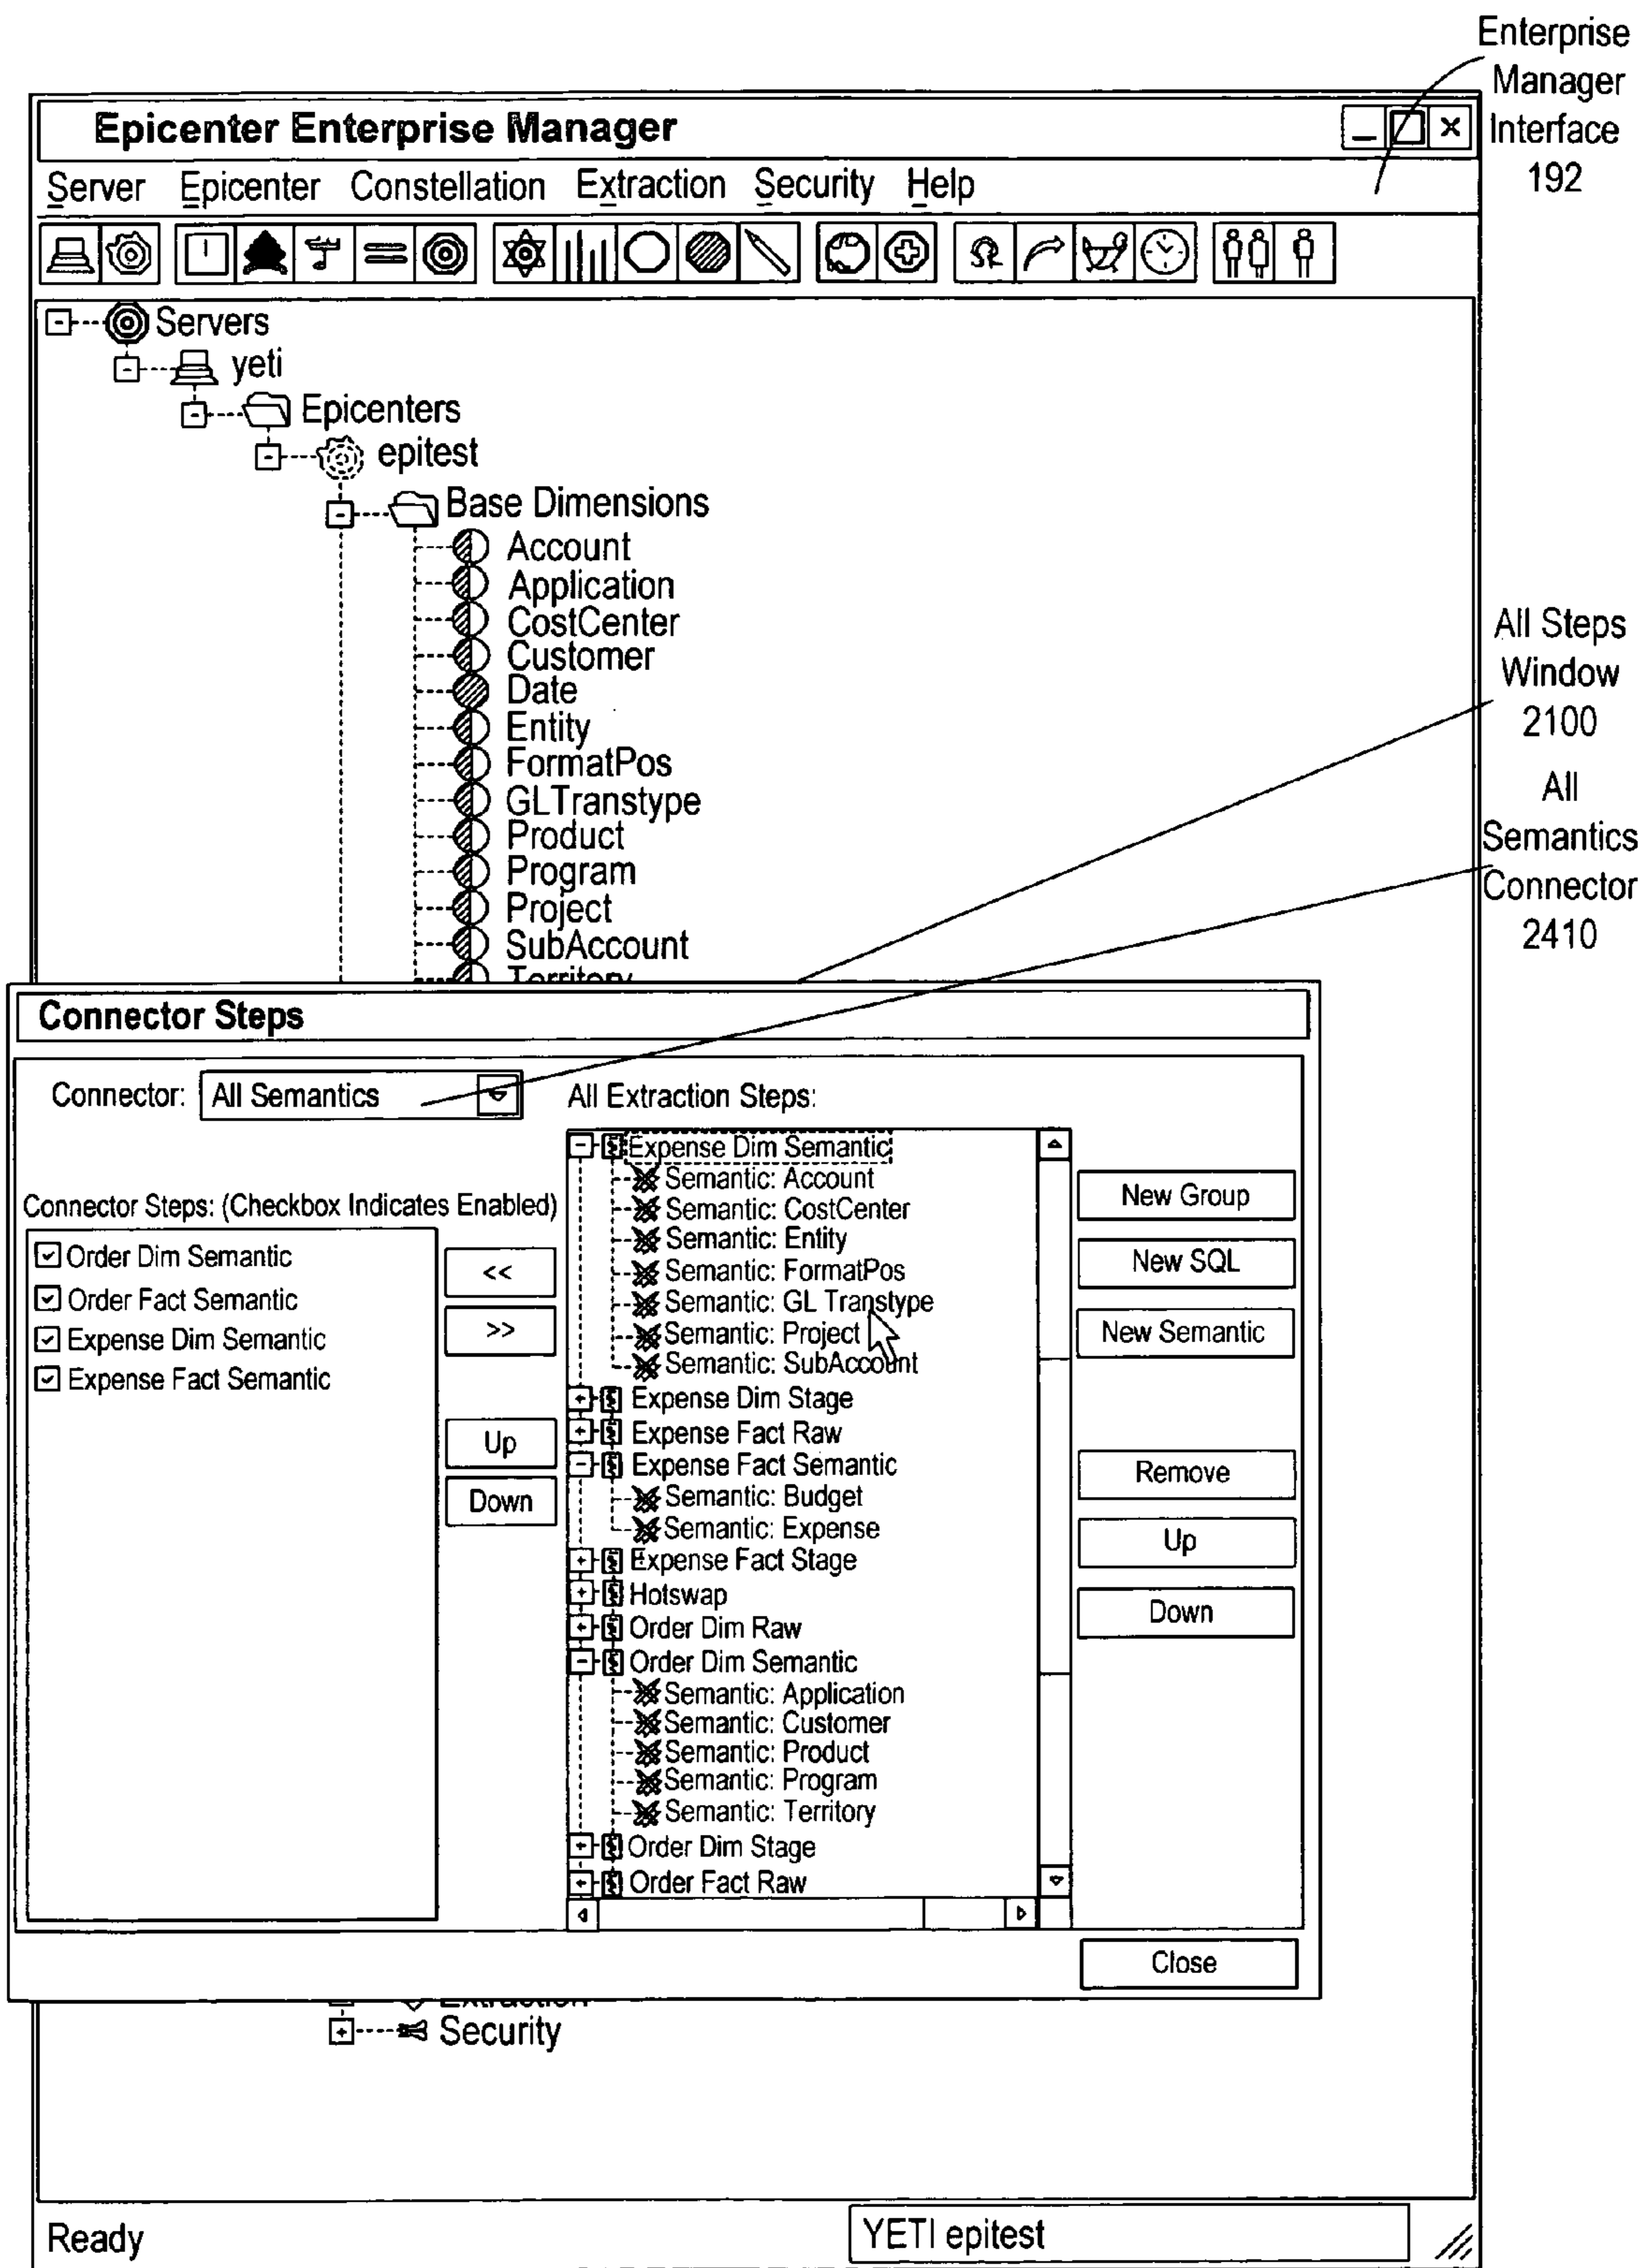 Enterprise
Manager
Interface
192
Epicenter Enterprise Manager
Server Epicenter Constellation Extraction Security Help
Servers
yeti
Epicenters
epitest
Base Dimensions
Account
Application
CostCenter
Customer
Date
Entity
FormatPos
GLTranstype
Product
Program
Project
SubAccount
Territory
All Steps
Window
2100
All
Semantics
Connector
2410
Connector Steps
Connector: All Semantics
Connector Steps: (Checkbox Indicates Enabled)
Order Dim Semantic
Order Fact Semantic
Expense Dim Semantic
Expense Fact Semantic
<<
>>
Up
Down
All Extraction Steps:
Expense Dim Semantic
Semantic: Account
Semantic: CostCenter
Semantic: Entity
Semantic: FormatPos
Semantic: GL Transtype
Semantic: Project
Semantic: SubAccount
Expense Dim Stage
Expense Fact Raw
Expense Fact Semantic
Semantic: Budget
Semantic: Expense
Expense Fact Stage
Hotswap
Order Dim Raw
Order Dim Semantic
Semantic: Application
Semantic: Customer
Semantic: Product
Semantic: Program
Semantic: Territory
Order Dim Stage
Order Fact Raw
New Group
New SQL
New Semantic
Remove
Up
Down
Close
Extraction
Security
Ready
YETI epitest